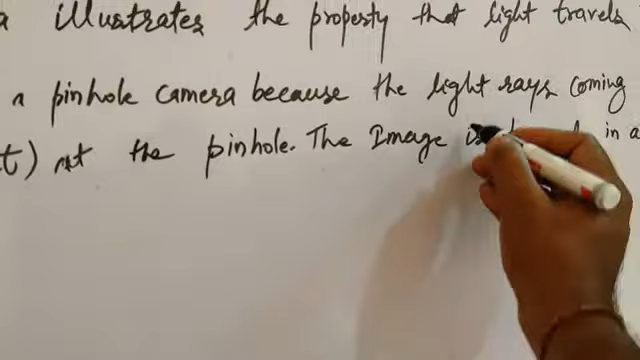 a illustrates the property that light travels
a pinhole camera because the light rays coming
t) at the pinhole. The Image is in a